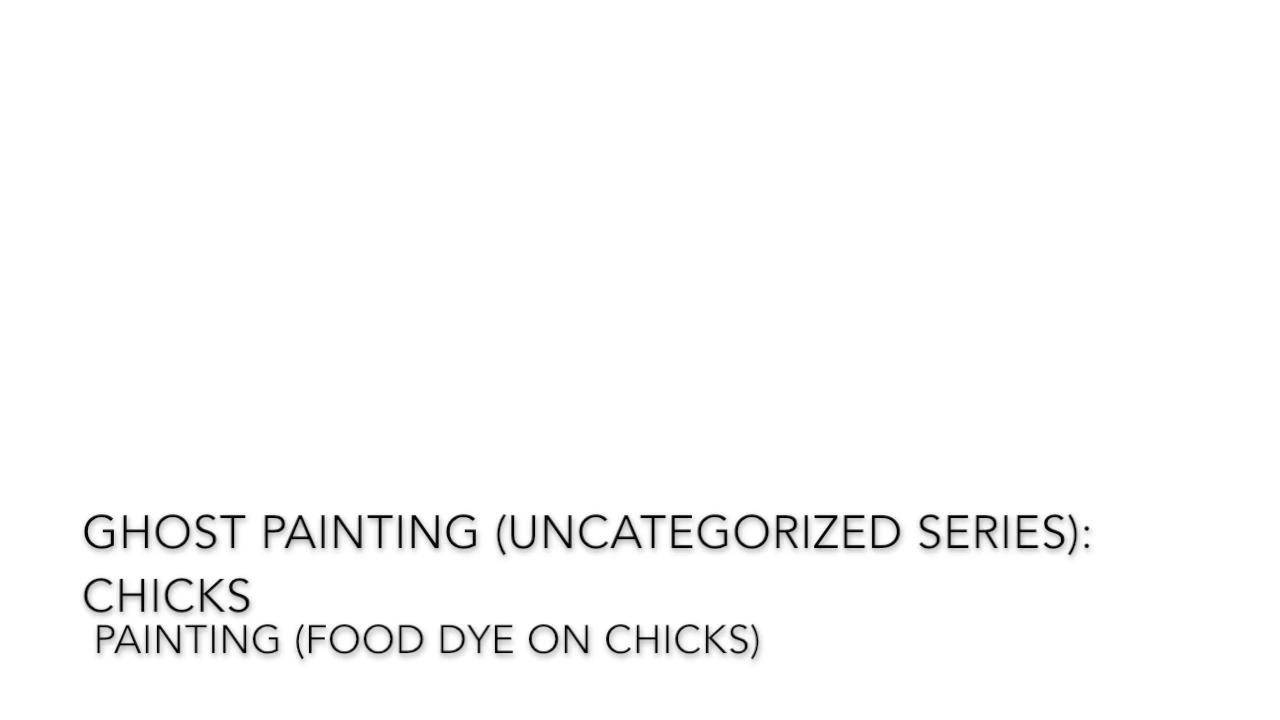 GHOST PAINTING (UNCATEGORIZED SERIES):
CHICKS
PAINTING (FOOD DYE ON CHICKS)